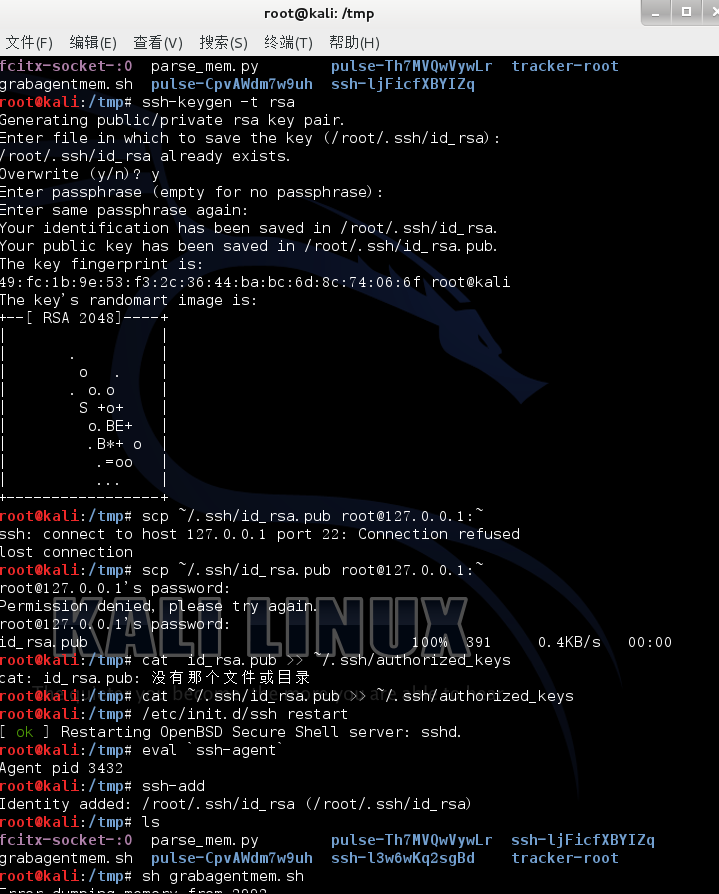 root@kali: /tmp
文件(F) 编辑(E) 查看(V) 搜索(S) 终端(T) 帮助(H)
fcitx-socket-:0  parse_mem.py        pulse-Th7MVQwVywLr  tracker-root
grabagentmem.sh  pulse-CpvAWdm7w9uh  ssh-ljFicfXBYIZq
root@kali:/tmp# ssh-keygen -t rsa
Generating public/private rsa key pair.
Enter file in which to save the key (/root/.ssh/id_rsa):
/root/.ssh/id_rsa already exists.
Overwrite (y/n)? y
Enter passphrase (empty for no passphrase):
Enter same passphrase again:
Your identification has been saved in /root/.ssh/id_rsa.
Your public key has been saved in /root/.ssh/id_rsa.pub.
The key fingerprint is:
49:fc:1b:9e:53:f3:2c:36:44:ba:bc:6d:8c:74:06:6f root@kali
The key's randomart image is:
+--[ RSA 2048]----+
|                 |
|       .         |
|        o   .    |
|       . o.o     |
|        S +o+    |
|         o.BE+   |
|         .B*+ o  |
|          .=oo   |
|          ...    |
+-----------------+
root@kali:/tmp# scp ~/.ssh/id_rsa.pub root@127.0.0.1:~
ssh: connect to host 127.0.0.1 port 22: Connection refused
lost connection
root@kali:/tmp# scp ~/.ssh/id_rsa.pub root@127.0.0.1:~
root@127.0.0.1's password:
Permission denied, please try again.
root@127.0.0.1's password:
id_rsa.pub                                    100%  391     0.4KB/s   00:00
root@kali:/tmp# cat  id_rsa.pub >> ~/.ssh/authorized_keys
cat: id_rsa.pub: 没有那个文件或目录
root@kali:/tmp# cat  ~/.ssh/id_rsa.pub >> ~/.ssh/authorized_keys
root@kali:/tmp# /etc/init.d/ssh restart
[ ok ] Restarting OpenBSD Secure Shell server: sshd.
root@kali:/tmp# eval `ssh-agent`
Agent pid 3432
root@kali:/tmp# ssh-add
Identity added: /root/.ssh/id_rsa (/root/.ssh/id_rsa)
root@kali:/tmp# ls
fcitx-socket-:0  parse_mem.py        pulse-Th7MVQwVywLr  ssh-ljFicfXBYIZq
grabagentmem.sh  pulse-CpvAWdm7w9uh  ssh-l3w6wKq2sgBd    tracker-root
root@kali:/tmp# sh grabagentmem.sh
Error dumping memory from
KALI LINUX